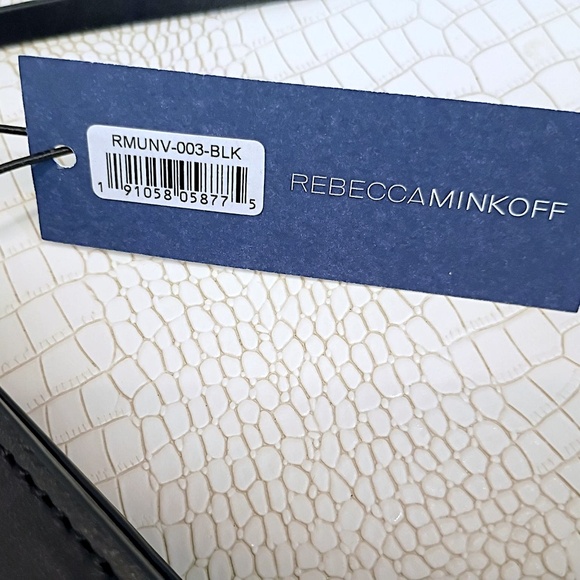 RMUNV-003-BLK
1 91058 05877 5
REBECCAMINKOFF